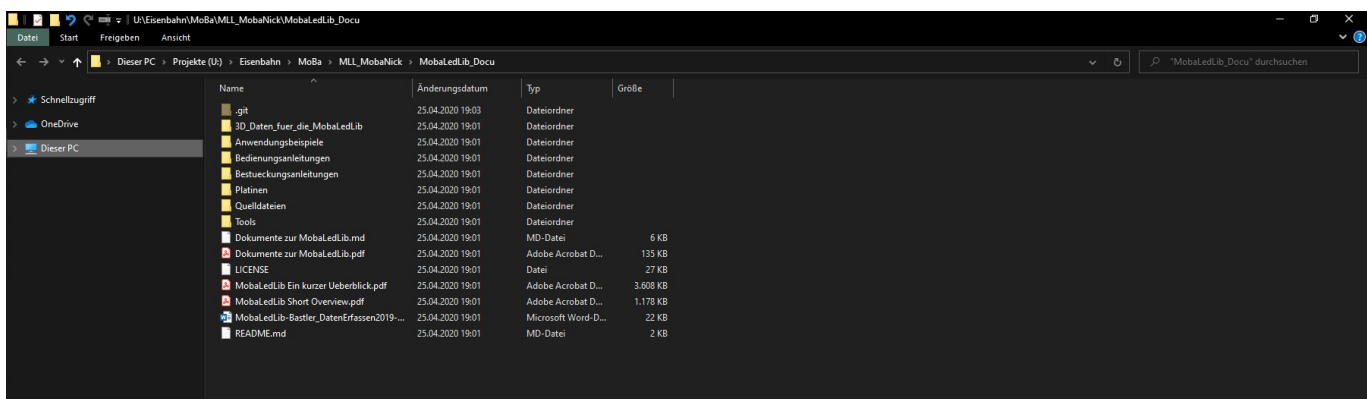 U:\Eisenbahn\MoBa\MLL_MobaNick\MobaLedLib_Docu
Datei Start Freigeben Ansicht
Dieser PC > Projekte (U:) > Eisenbahn > MoBa > MLL_MobaNick > MobaLedLib_Docu
"MobaLedLib_Docu" durchsuchen
Schnellzugriff
OneDrive
Dieser PC
Name Änderungsdatum Typ Größe
.git 25.04.2020 19:03 Dateiordner
3D_Daten_fuer_die_MobaLedLib 25.04.2020 19:01 Dateiordner
Anwendungsbeispiele 25.04.2020 19:01 Dateiordner
Bedienungsanleitungen 25.04.2020 19:01 Dateiordner
Bestueckungsanleitungen 25.04.2020 19:01 Dateiordner
Platinen 25.04.2020 19:01 Dateiordner
Quelldateien 25.04.2020 19:01 Dateiordner
Tools 25.04.2020 19:01 Dateiordner
Dokumente zur MobaLedLib.md 25.04.2020 19:01 MD-Datei 6 KB
Dokumente zur MobaLedLib.pdf 25.04.2020 19:01 Adobe Acrobat D... 135 KB
LICENSE 25.04.2020 19:01 Datei 27 KB
MobaLedLib Ein kurzer Ueberblick.pdf 25.04.2020 19:01 Adobe Acrobat D... 3.608 KB
MobaLedLib Short Overview.pdf 25.04.2020 19:01 Adobe Acrobat D... 1.178 KB
MobaLedLib-Bastler_DatenErfassen2019-... 25.04.2020 19:01 Microsoft Word-D... 22 KB
README.md 25.04.2020 19:01 MD-Datei 2 KB